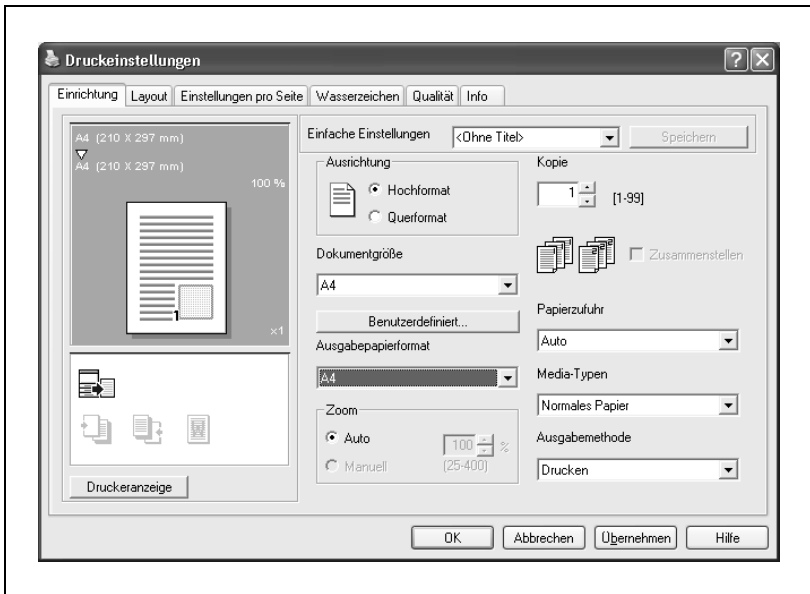 Druckeinstellungen
Einrichtung Layout Einstellungen pro Seite Wasserzeichen Qualität Info
A4 (210 X 297 mm)
A4 (210 X 297 mm)
100 %
1
x1
Druckeranzeige
Einfache Einstellungen <Ohne Titel> Speichern
Ausrichtung
Hochformat
Querformat
Dokumentgröße
A4
Benutzerdefiniert...
Ausgabepapierformat
A4
Zoom
Auto
Manuell
100 %
(25-400)
Kopie
1 [1-99]
Zusammenstellen
Papierzufuhr
Auto
Media-Typen
Normales Papier
Ausgabemethode
Drucken
OK Abbrechen Übernehmen Hilfe